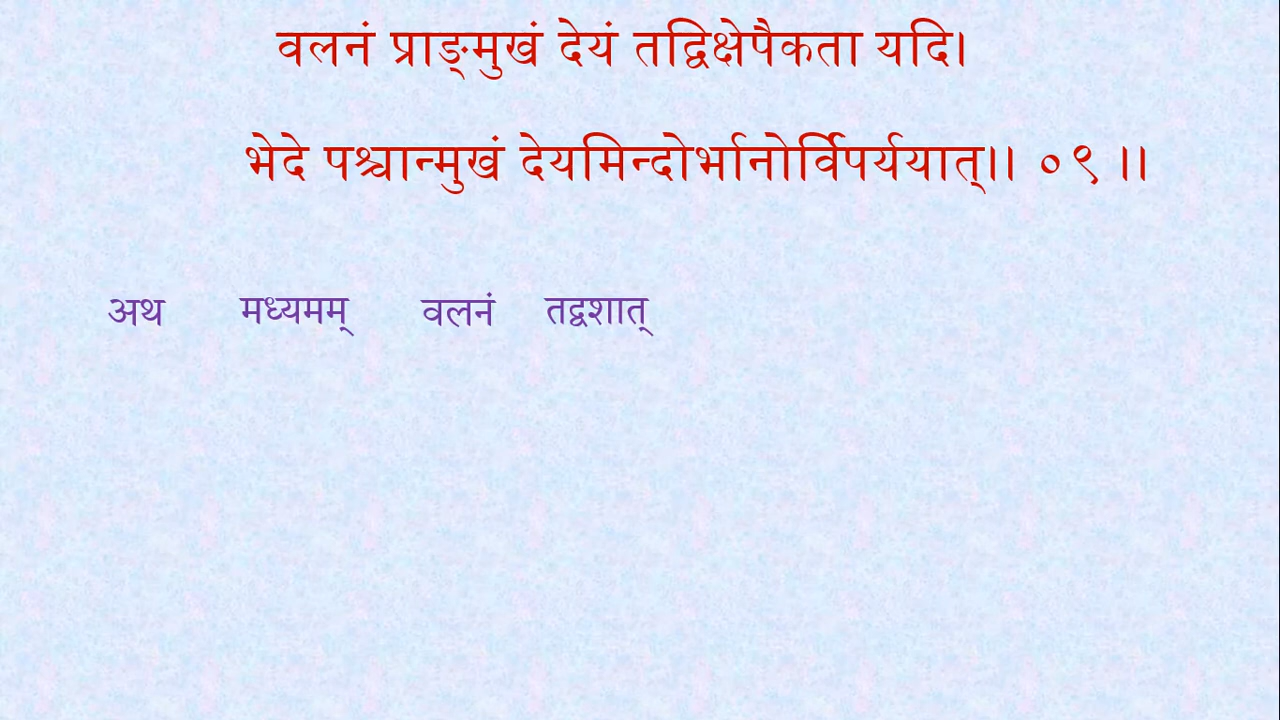 वलनं प्राङ्मुखं देयं तद्विक्षेपैकता यदि।
भेदे पश्चान्मुखं देयमिन्दोर्भानोर्विपर्ययात्।। ०९ ।।
अथ मध्यमम् वलनं तद्वशात्